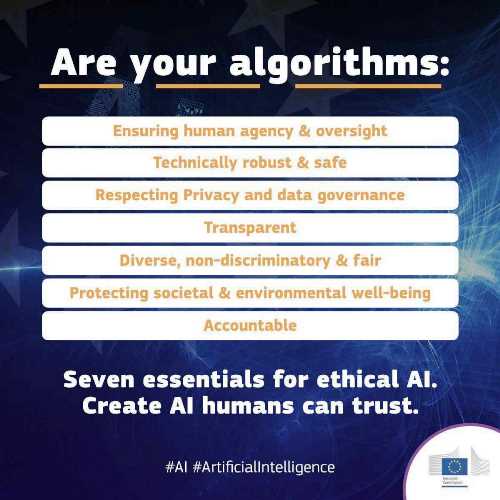 Are your algorithms:
Ensuring human agency & oversight
Technically robust & safe
Respecting Privacy and data governance
Transparent
Diverse, non-discriminatory & fair
Protecting societal & environmental well-being
Accountable
Seven essentials for ethical AI.
Create AI humans can trust.
#AI #ArtificialIntelligence
European
Commission